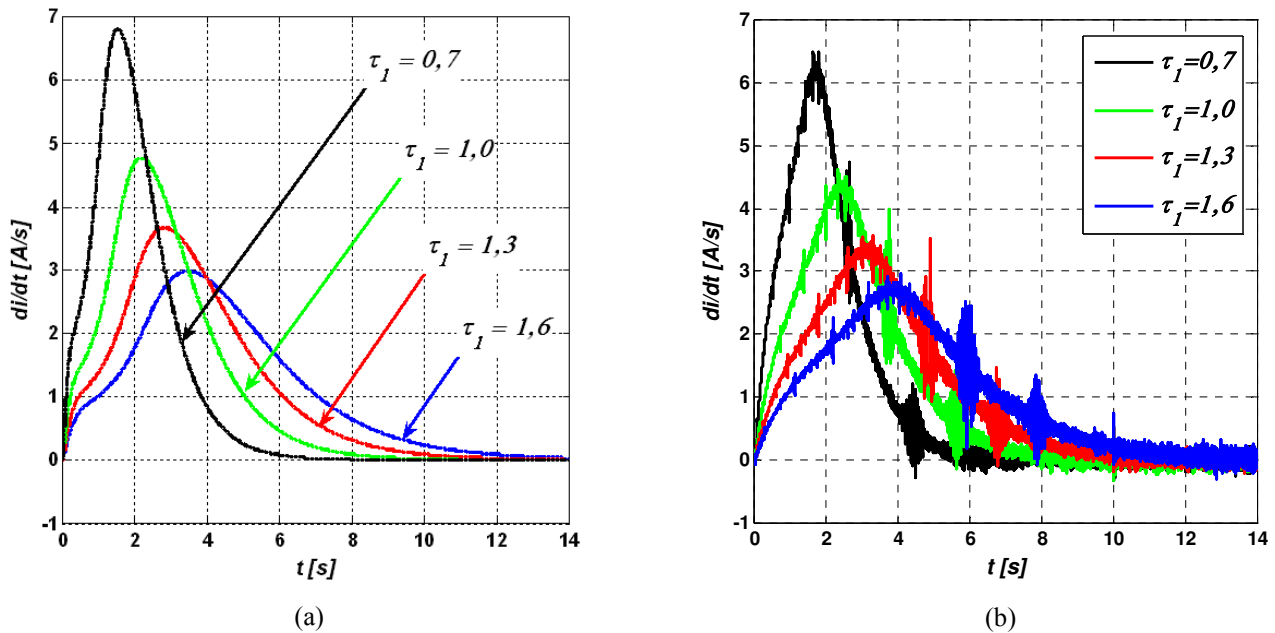 7
6
5
4
3
2
1
0
-1
di/dt [A/s]
0 2 4 6 8 10 12 14
t [s]
τ1 = 0,7
τ1 = 1,0
τ1 = 1,3
τ1 = 1,6
(a)
7
6
5
4
3
2
1
0
-1
di/dt [A/s]
0 2 4 6 8 10 12 14
t [s]
τ1=0,7
τ1=1,0
τ1=1,3
τ1=1,6
(b)